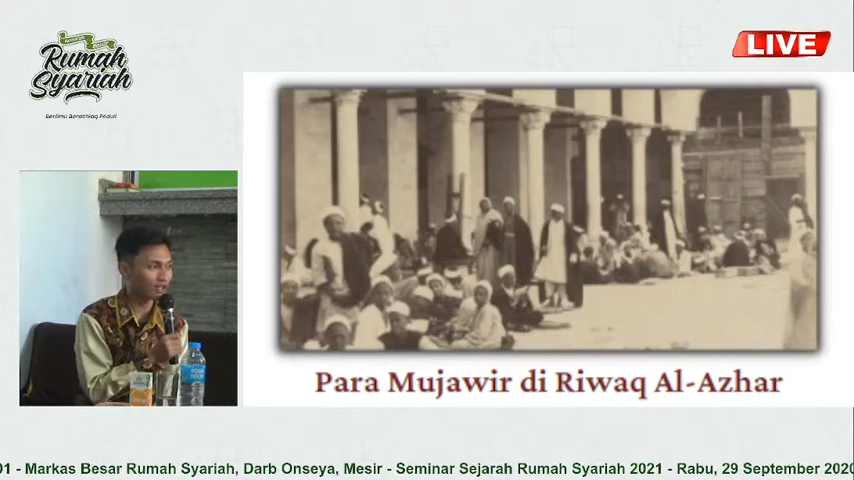 Rumah
Syariah
Berilmu Berakhlaq Peduli
LIVE
Para Mujawir di Riwaq Al-Azhar
01 - Markas Besar Rumah Syariah, Darb Onseya, Mesir - Seminar Sejarah Rumah Syariah 2021 - Rabu, 29 September 2020